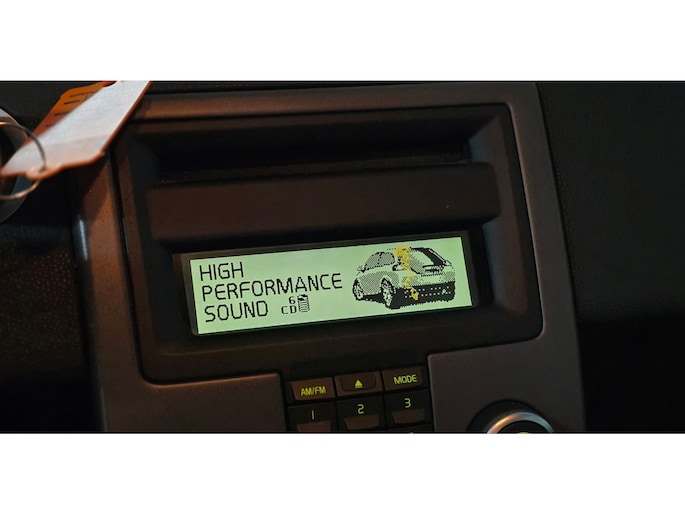 HIGH
PERFORMANCE
SOUND 6 CD
AM/FM MODE
1 2 3